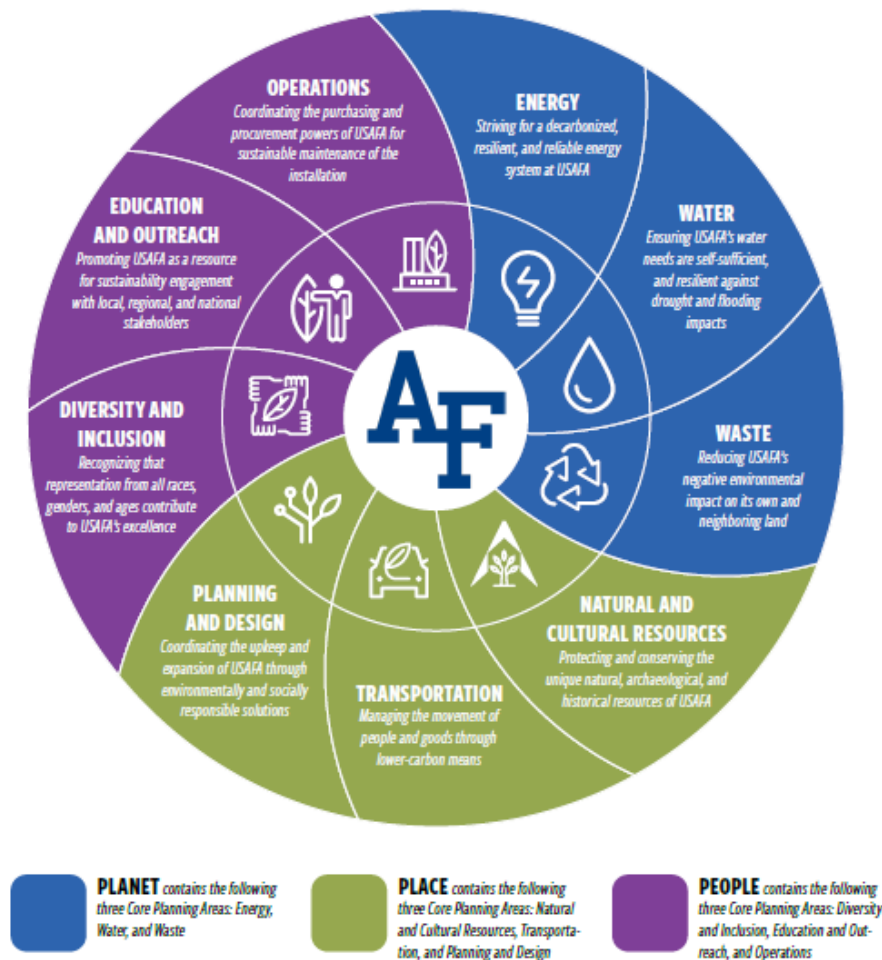 OPERATIONS
Coordinating the purchasing and
procurement powers of USAFA for
sustainable maintenance of the
installation
ENERGY
Striving for a decarbonized,
resilient, and reliable energy
system at USAFA
WATER
Ensuring USAFA's water
needs are self-sufficient,
and resilient against
drought and flooding
impacts
WASTE
Reducing USAFA's
negative environmental
impact on its own and
neighboring land
NATURAL AND
CULTURAL RESOURCES
Protecting and conserving the
unique natural, archaeological, and
historical resources of USAFA
TRANSPORTATION
Managing the movement of
people and goods through
lower-carbon means
PLANNING
AND DESIGN
Coordinating the upkeep and
expansion of USAFA through
environmentally and socially
responsible solutions
DIVERSITY AND
INCLUSION
Recognizing that
representation from all races,
genders, and ages contribute
to USAFA's excellence
EDUCATION
AND OUTREACH
Promoting USAFA as a resource
for sustainability engagement
with local, regional, and national
stakeholders
AF
PLANET contains the following
three Core Planning Areas: Energy,
Water, and Waste
PLACE contains the following
three Core Planning Areas: Natural
and Cultural Resources, Transporta-
tion, and Planning and Design
PEOPLE contains the following
three Core Planning Areas: Diversity
and Inclusion, Education and Out-
reach, and Operations